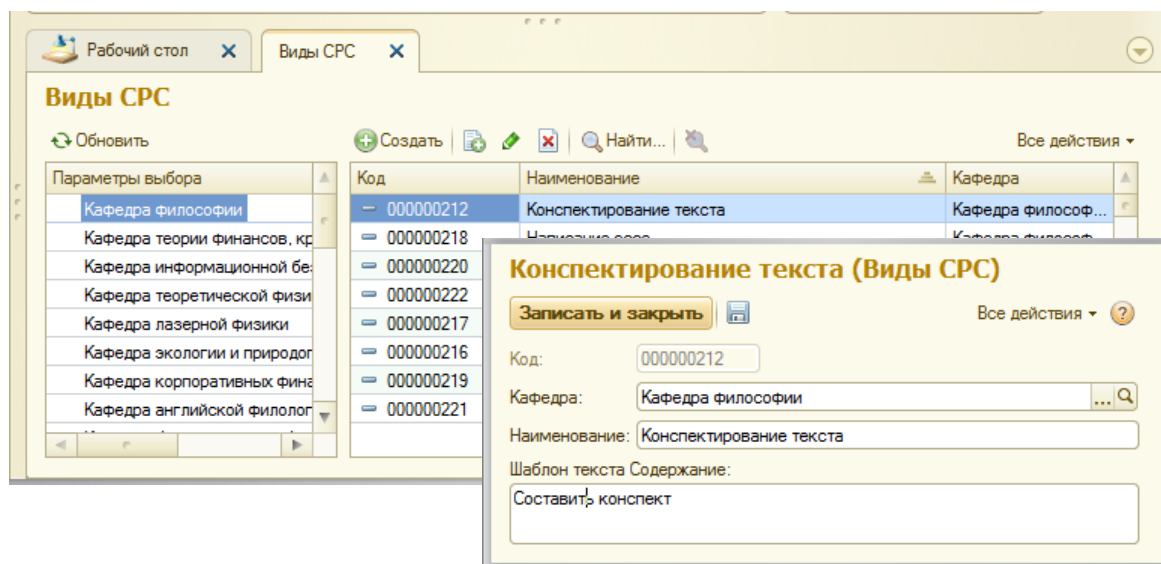 Рабочий стол
Виды СРС
Виды СРС
Обновить
Создать
Найти...
Все действия
Параметры выбора
Код
Наименование
Кафедра
Кафедра философии
000000212
Конспектирование текста
Кафедра философ...
Кафедра теории финансов, кр
000000218
Кафедра информационной бе
000000220
Кафедра теоретической физи
000000222
Кафедра лазерной физики
000000217
Кафедра экологии и природо
000000216
Кафедра корпоративных фина
000000219
Кафедра английской филолог
000000221
Конспектирование текста (Виды СРС)
Записать и закрыть
Все действия
Код:
000000212
Кафедра:
Кафедра философии
...
Наименование:
Конспектирование текста
Шаблон текста Содержание:
Составить конспект